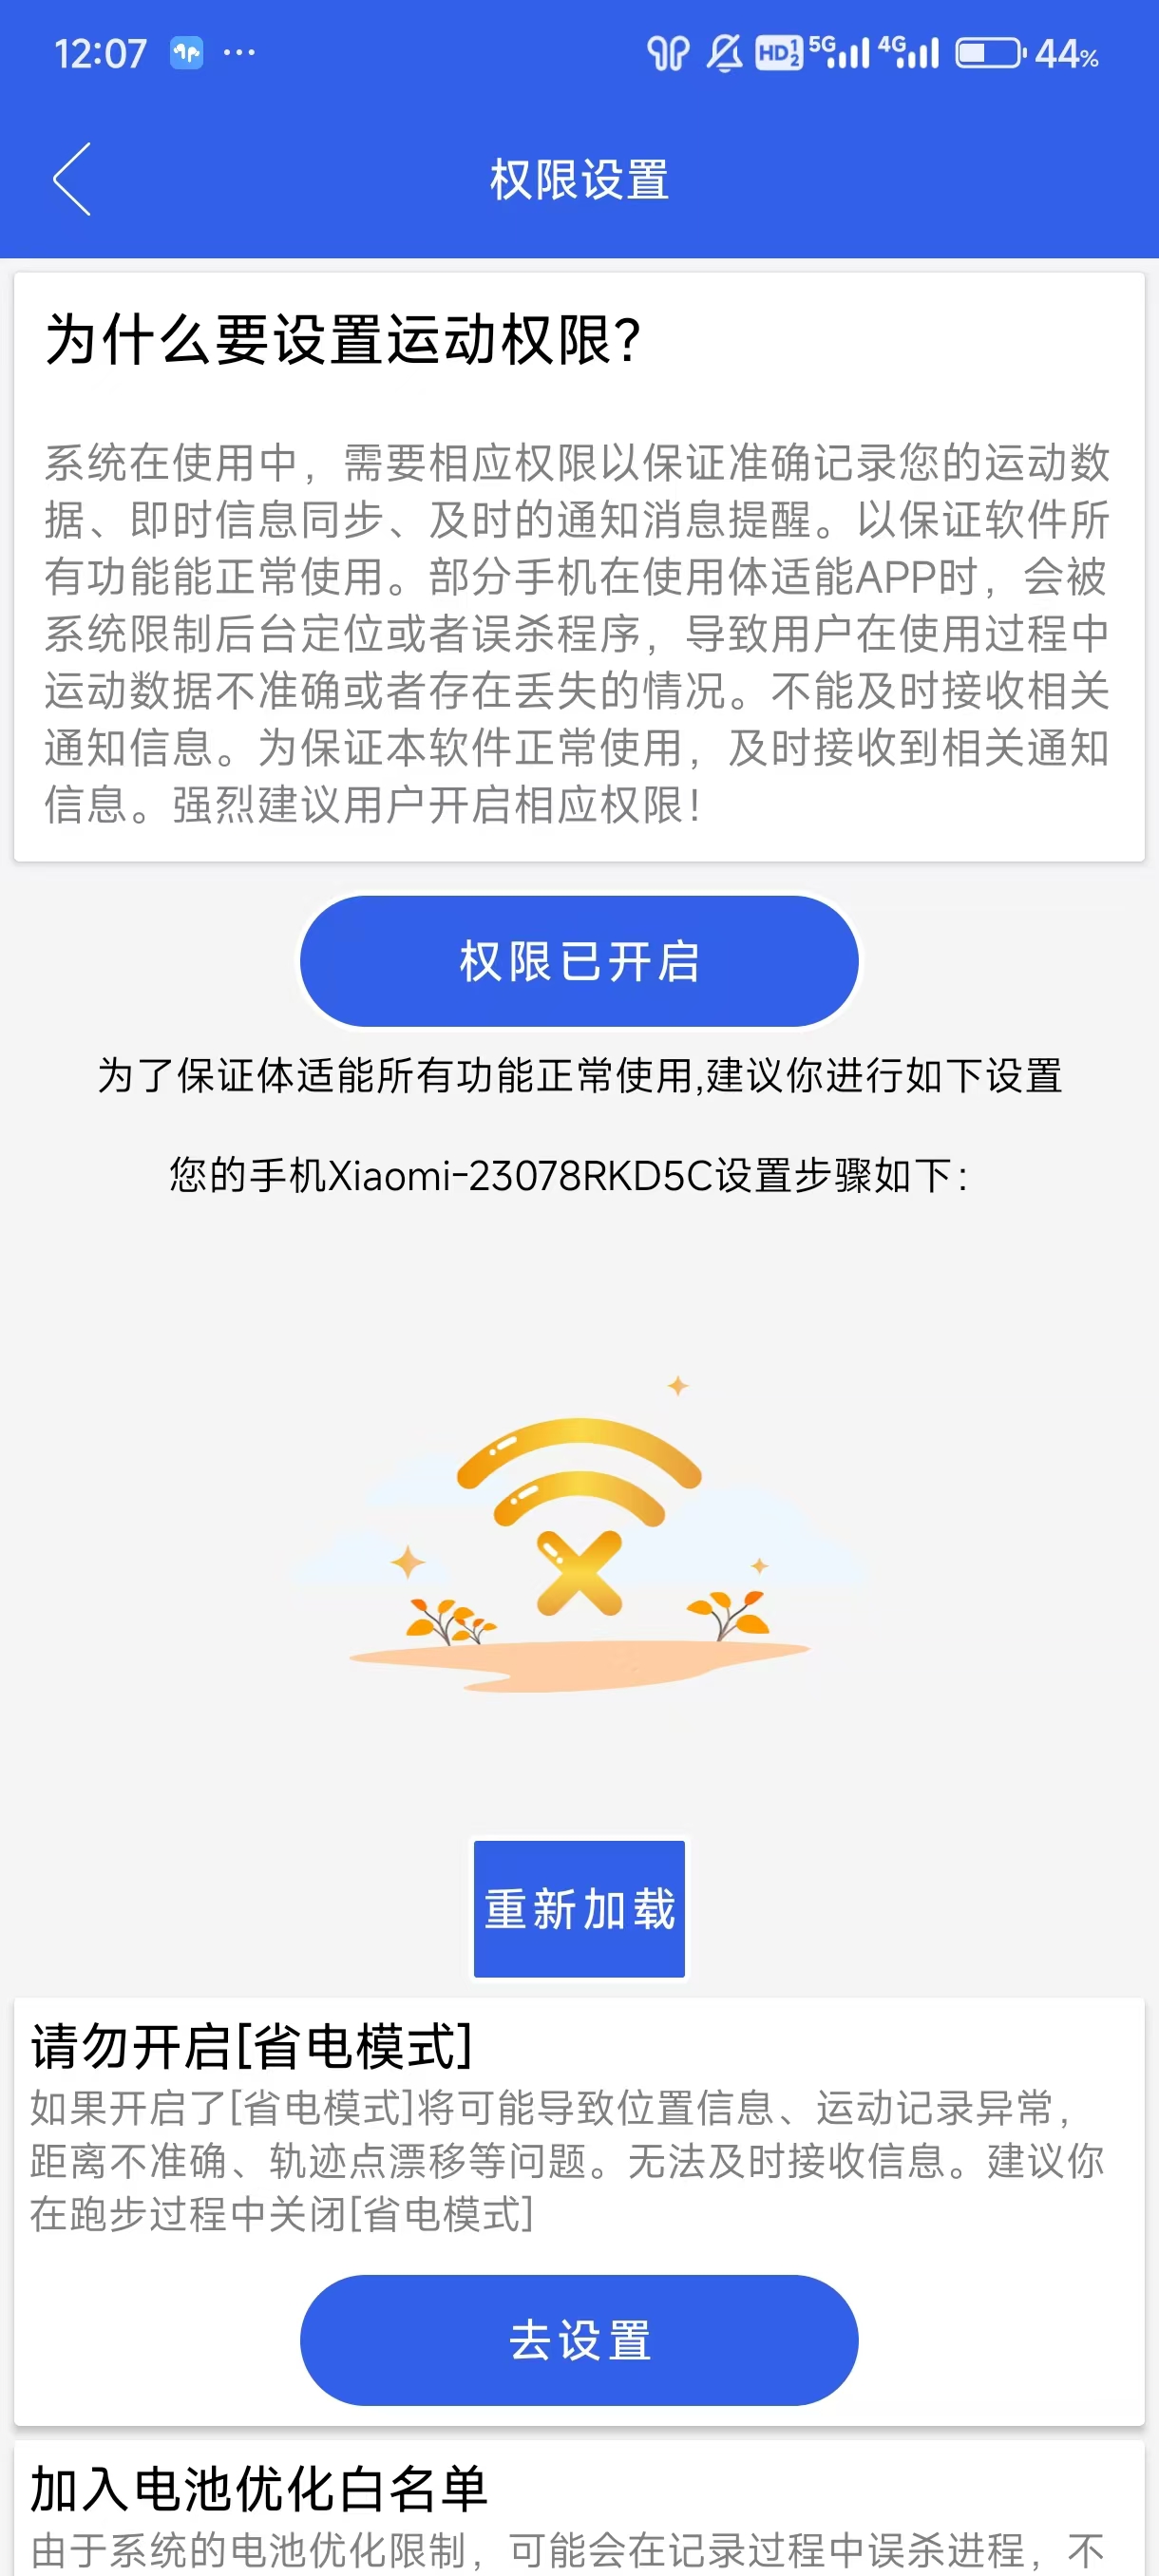 12:07 ... HD 1 2 5G 4G 44%
权限设置
为什么要设置运动权限？
系统在使用中，需要相应权限以保证准确记录您的运动数
据、即时信息同步、及时的通知消息提醒。以保证软件所
有功能能正常使用。部分手机在使用体适能APP时，会被
系统限制后台定位或者误杀程序，导致用户在使用过程中
运动数据不准确或者存在丢失的情况。不能及时接收相关
通知信息。为保证本软件正常使用，及时接收到相关通知
信息。强烈建议用户开启相应权限！
权限已开启
为了保证体适能所有功能正常使用,建议你进行如下设置
您的手机Xiaomi-23078RKD5C设置步骤如下：
重新加载
请勿开启[省电模式]
如果开启了[省电模式]将可能导致位置信息、运动记录异常，
距离不准确、轨迹点漂移等问题。无法及时接收信息。建议你
在跑步过程中关闭[省电模式]
去设置
加入电池优化白名单
由于系统的电池优化限制，可能会在记录过程中误杀进程，不